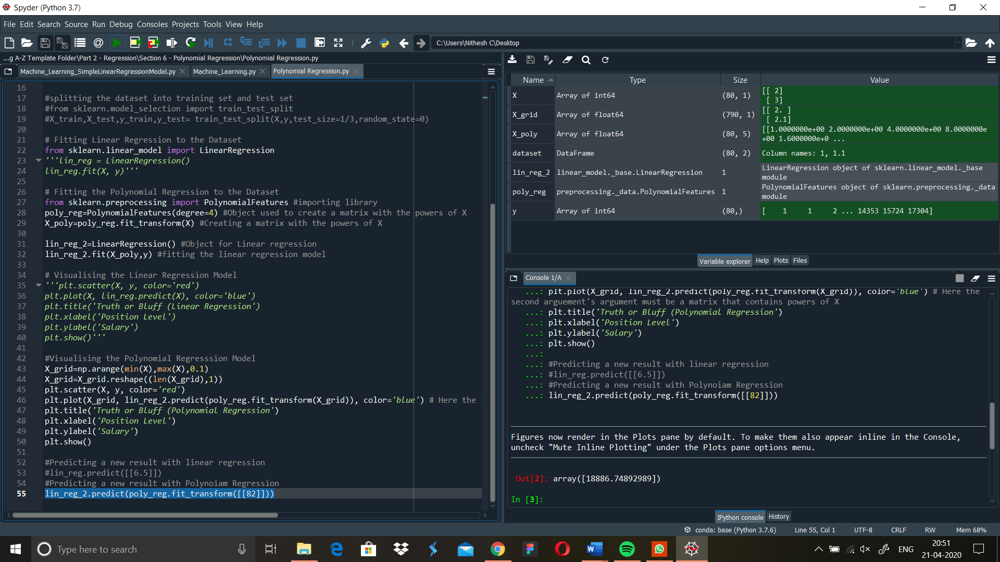 Spyder (Python 3.7)
File Edit Search Source Run Debug Consoles Projects Tools View Help
C:\Users\Nithesh C\Desktop
...g A-Z Template Folder\Part 2 - Regression\Section 6 - Polynomial Regression\Polynomial Regression.py
Machine_Learning_SimpleLinearRegressionModel.py Machine_Learning.py Polynomial Regression.py
16
17 #splitting the dataset into training set and test set
18 #from sklearn.model_selection import train_test_split
19 #X_train,X_test,y_train,y_test= train_test_split(X,y,test_size=1/3,random_state=0)
20
21 # Fitting Linear Regression to the Dataset
22 from sklearn.linear_model import LinearRegression
23 '''lin_reg = LinearRegression()
24 lin_reg.fit(X, y)'''
25
26 # Fitting the Polynomial Regression to the Dataset
27 from sklearn.preprocessing import PolynomialFeatures #importing library
28 poly_reg=PolynomialFeatures(degree=4) #Object used to create a matrix with the powers of X
29 X_poly=poly_reg.fit_transform(X) #Creating a matrix with the powers of X
30
31 lin_reg_2=LinearRegression() #Object for Linear regression
32 lin_reg_2.fit(X_poly,y) #fitting the linear regression model
33
34 # Visualising the Linear Regression Model
35 '''plt.scatter(X, y, color='red')
36 plt.plot(X, lin_reg.predict(X), color='blue')
37 plt.title('Truth or Bluff (Linear Regression')
38 plt.xlabel('Position Level')
39 plt.ylabel('Salary')
40 plt.show()'''
41
42 #Visualising the Polynomial Regresssion Model
43 X_grid=np.arange(min(X),max(X),0.1)
44 X_grid=X_grid.reshape((len(X_grid),1))
45 plt.scatter(X, y, color='red')
46 plt.plot(X_grid, lin_reg_2.predict(poly_reg.fit_transform(X_grid)), color='blue') # Here the
47 plt.title('Truth or Bluff (Polynomial Regression')
48 plt.xlabel('Position Level')
49 plt.ylabel('Salary')
50 plt.show()
51
52 #Predicting a new result with linear regression
53 #lin_reg.predict([[6.5]])
54 #Predicting a new result with Polynoiam Regression
55 lin_reg_2.predict(poly_reg.fit_transform([[82]]))
Name Type Size Value
X Array of int64 (80, 1) [[ 2]
[ 3]
X_grid Array of float64 (790, 1) [[ 2. ]
[ 2.1]
X_poly Array of float64 (80, 5) [[1.0000000e+00 2.0000000e+00 4.0000000e+00 8.0000000e
+00 1.6000000e+0 ...
dataset DataFrame (80, 2) Column names: 1, 1.1
lin_reg_2 linear_model._base.LinearRegression 1 LinearRegression object of sklearn.linear_model._base
module
poly_reg preprocessing._data.PolynomialFeatures 1 PolynomialFeatures object of sklearn.preprocessing._data
module
y Array of int64 (80,) [ 1 1 2 ... 14353 15724 17304]
Variable explorer Help Plots Files
Console 1/A
...: plt.plot(X_grid, lin_reg_2.predict(poly_reg.fit_transform(X_grid)), color='blue') # Here the
second arguement's argument must be a matrix that contains powers of X
...: plt.title('Truth or Bluff (Polynomial Regression')
...: plt.xlabel('Position Level')
...: plt.ylabel('Salary')
...: plt.show()
...:
...: #Predicting a new result with linear regression
...: #lin_reg.predict([[6.5]])
...: #Predicting a new result with Polynoiam Regression
...: lin_reg_2.predict(poly_reg.fit_transform([[82]]))
Figures now render in the Plots pane by default. To make them also appear inline in the Console,
uncheck "Mute Inline Plotting" under the Plots pane options menu.
Out[2]: array([18886.74892989])
In [3]:
IPython console History
conda: base (Python 3.7.6) Line 55, Col 1 UTF-8 CRLF RW Mem 68%
Type here to search
ENG
20:51
21-04-2020